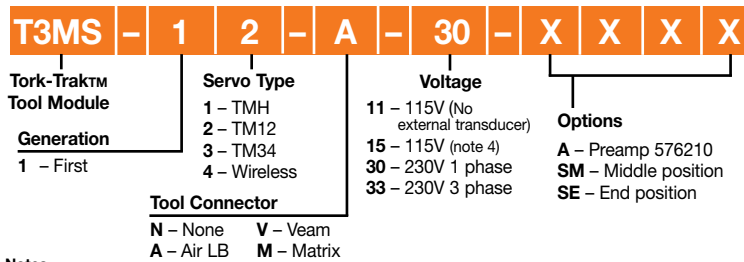 T3MS – 1 2 – A – 30 – X X X X
Tork-Trak™
Tool Module
Generation
1 – First
Servo Type
1 – TMH
2 – TM12
3 – TM34
4 – Wireless
Tool Connector
N – None V – Veam
A – Air LB M – Matrix
Voltage
11 – 115V (No
external transducer)
15 – 115V (note 4)
30 – 230V 1 phase
33 – 230V 3 phase
Options
A – Preamp 576210
SM – Middle position
SE – End position